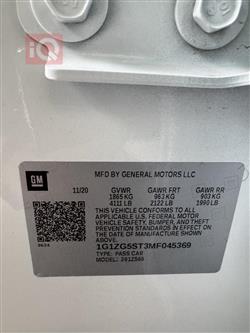 iQ
GM
MFD BY GENERAL MOTORS LLC
11/20 GVWR GAWR FRT GAWR RR
1865 KG 963 KG 903 KG
4111 LB 2122 LB 1990 LB
THIS VEHICLE CONFORMS TO ALL
APPLICABLE U.S. FEDERAL MOTOR
VEHICLE SAFETY, BUMPER, AND THEFT
PREVENTION STANDARDS IN EFFECT ON THE
DATE OF MANUFACTURE SHOWN ABOVE.
1G1ZG5ST3MF045369
TYPE: PASS CAR